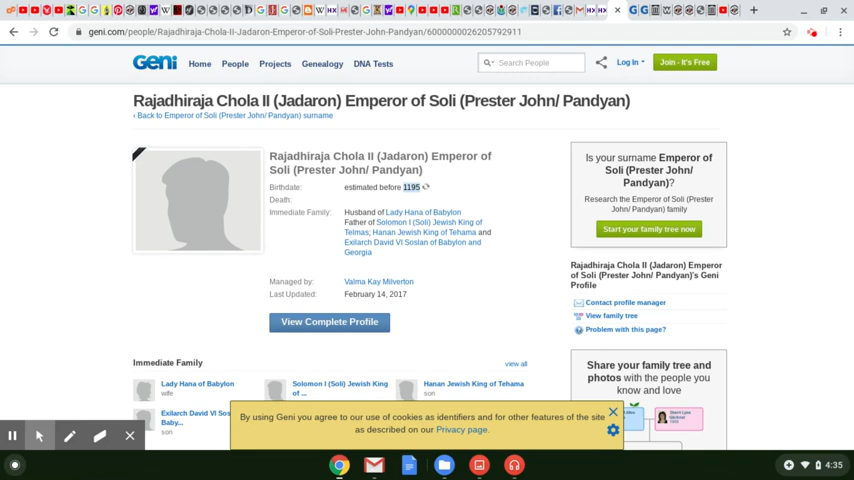 geni.com/people/Rajadhiraja-Chola-II-Jadaron-Emperor-of-Soli-Prester-John-Pandyan/6000000026205792911
Geni
Home People Projects Genealogy DNA Tests
Search People
Log In
Join - It's Free
Rajadhiraja Chola II (Jadaron) Emperor of Soli (Prester John/ Pandyan)
‹ Back to Emperor of Soli (Prester John/ Pandyan) surname
Rajadhiraja Chola II (Jadaron) Emperor of
Soli (Prester John/ Pandyan)
Birthdate: estimated before 1195
Death:
Immediate Family: Husband of Lady Hana of Babylon
Father of Solomon I (Soli) Jewish King of
Telmas; Hanan Jewish King of Tehama and
Exilarch David VI Soslan of Babylon and
Georgia
Managed by: Valma Kay Milverton
Last Updated: February 14, 2017
View Complete Profile
Immediate Family view all
Lady Hana of Babylon
wife
Solomon I (Soli) Jewish King
of ...
Hanan Jewish King of Tehama
son
Exilarch David VI Sos
Baby...
son
Is your surname Emperor
of Soli (Prester John/
Pandyan)?
Research the Emperor of Soli (Prester
John/ Pandyan) family
Start your family tree now
Rajadhiraja Chola II (Jadaron) Emperor
of Soli (Prester John/ Pandyan)'s Geni
Profile
Contact profile manager
View family tree
Problem with this page?
Share your family tree and
photos with the people you
know and love
By using Geni you agree to our use of cookies as identifiers and for other features of the site
as described on our Privacy page.
4:35